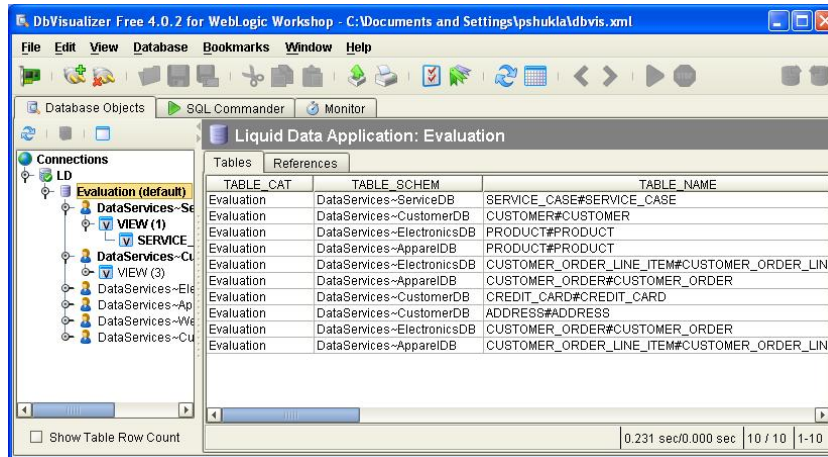 DbVisualizer Free 4.0.2 for WebLogic Workshop - C:\Documents and Settings\pshukla\dbvis.xml
File Edit View Database Bookmarks Window Help
Database Objects SQL Commander Monitor
Liquid Data Application: Evaluation
Connections
LD
Evaluation (default)
DataServices~Se
VIEW (1)
SERVICE_
DataServices~Cu
VIEW (3)
DataServices~Ele
DataServices~Ap
DataServices~We
DataServices~Cu
Show Table Row Count
Tables References
TABLE_CAT TABLE_SCHEM TABLE_NAME
Evaluation DataServices~ServiceDB SERVICE_CASE#SERVICE_CASE
Evaluation DataServices~CustomerDB CUSTOMER#CUSTOMER
Evaluation DataServices~ElectronicsDB PRODUCT#PRODUCT
Evaluation DataServices~ApparelDB PRODUCT#PRODUCT
Evaluation DataServices~ElectronicsDB CUSTOMER_ORDER_LINE_ITEM#CUSTOMER_ORDER_LIN
Evaluation DataServices~ApparelDB CUSTOMER_ORDER#CUSTOMER_ORDER
Evaluation DataServices~CustomerDB CREDIT_CARD#CREDIT_CARD
Evaluation DataServices~CustomerDB ADDRESS#ADDRESS
Evaluation DataServices~ElectronicsDB CUSTOMER_ORDER#CUSTOMER_ORDER
Evaluation DataServices~ApparelDB CUSTOMER_ORDER_LINE_ITEM#CUSTOMER_ORDER_LIN
0.231 sec/0.000 sec 10 / 10 1-10